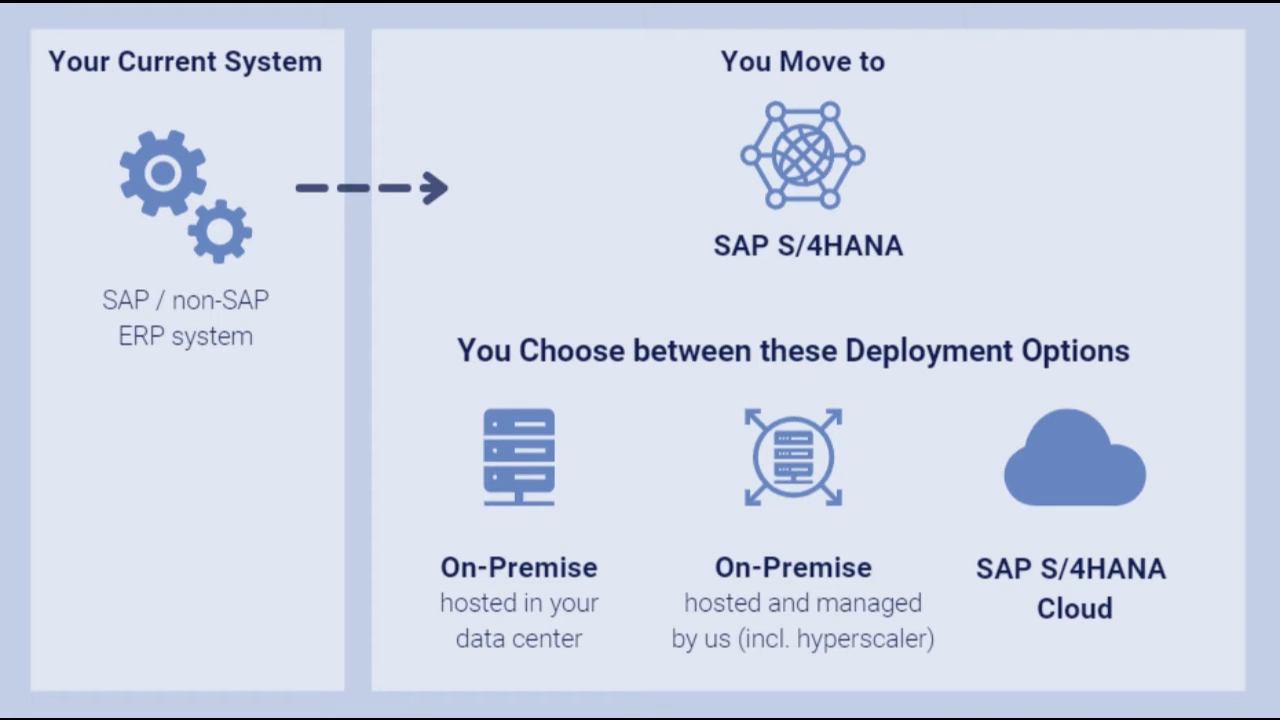 Your Current System
SAP / non-SAP
ERP system
You Move to
SAP S/4HANA
You Choose between these Deployment Options
On-Premise
hosted in your
data center
On-Premise
hosted and managed
by us (incl. hyperscaler)
SAP S/4HANA
Cloud